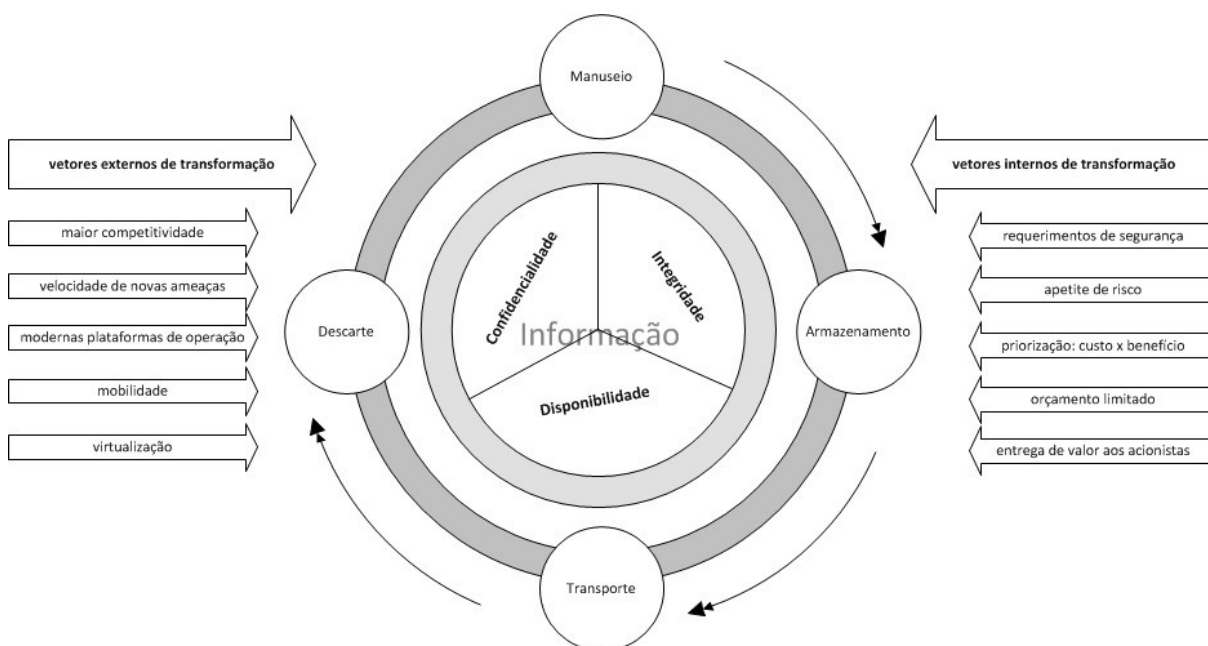 Manuseio
vetores externos de transformação
vetores internos de transformação
maior competitividade
requerimentos de segurança
velocidade de novas ameaças
apetite de risco
Confidencialidade
Integridade
Informação
Descarte
Armazenamento
modernas plataformas de operação
priorização: custo x benefício
mobilidade
orçamento limitado
Disponibilidade
virtualização
entrega de valor aos acionistas
Transporte